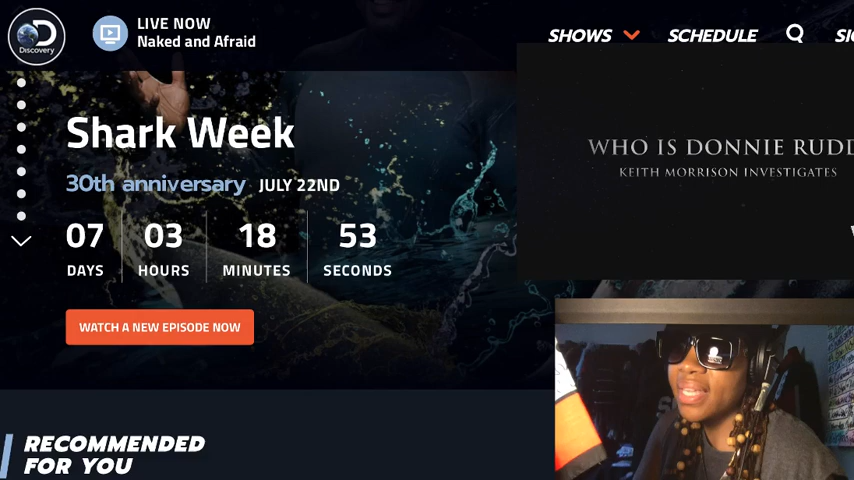 Discovery
LIVE NOW
Naked and Afraid
SHOWS
SCHEDULE
Shark Week
30th anniversary JULY 22ND
07 03 18 53
DAYS HOURS MINUTES SECONDS
WATCH A NEW EPISODE NOW
WHO IS DONNIE RUDD
KEITH MORRISON INVESTIGATES
RECOMMENDED
FOR YOU